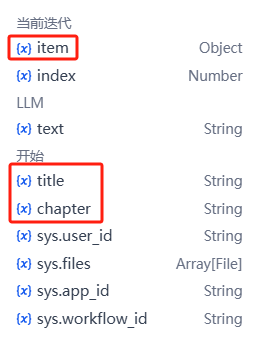 当前迭代
{x} item Object
{x} index Number
LLM
{x} text String
开始
{x} title String
{x} chapter String
{x} sys.user_id String
{x} sys.files Array[File]
{x} sys.app_id String
{x} sys.workflow_id String